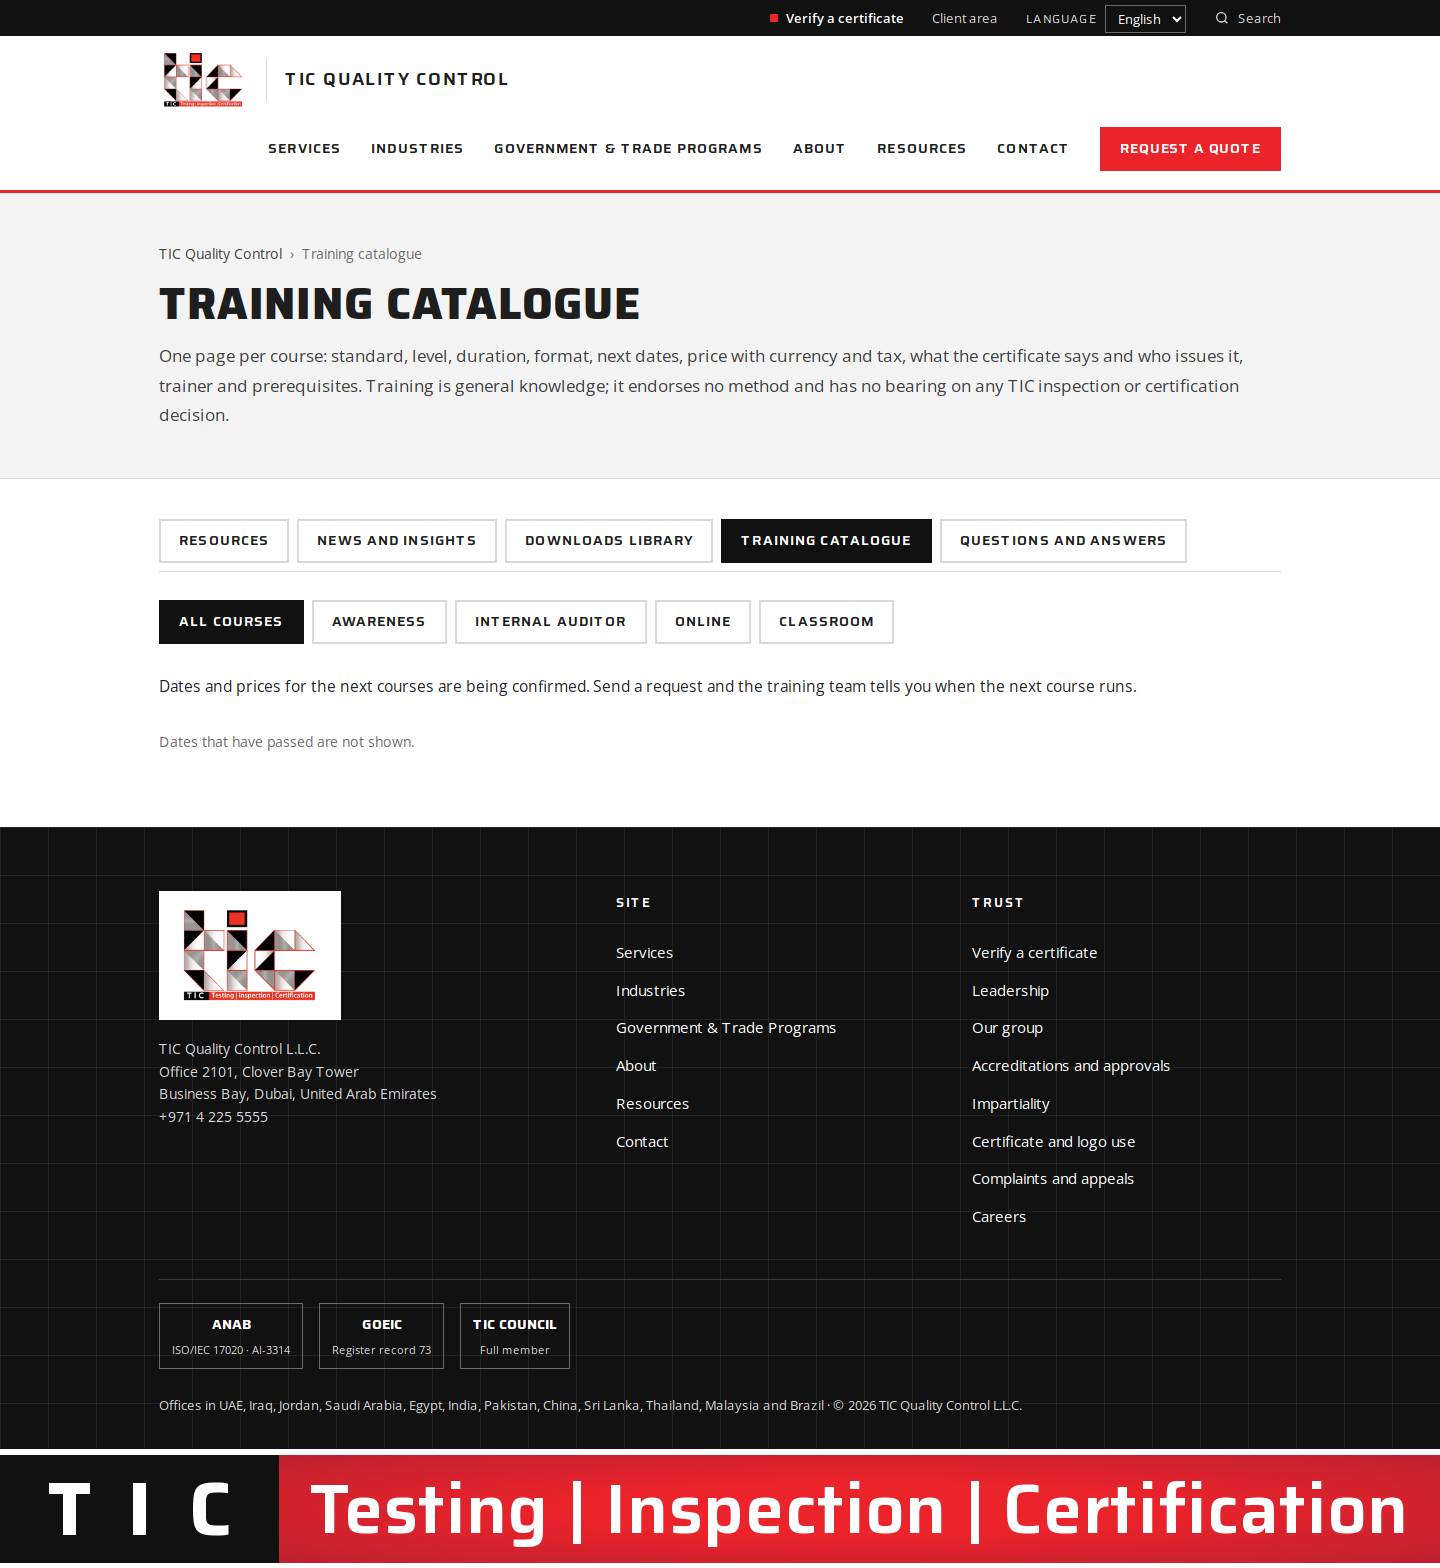 Verify a certificate
Client area
LANGUAGE
English
Search
TIC Testing | Inspection | Certification
TIC QUALITY CONTROL
SERVICES
INDUSTRIES
GOVERNMENT & TRADE PROGRAMS
ABOUT
RESOURCES
CONTACT
REQUEST A QUOTE
TIC Quality Control › Training catalogue
TRAINING CATALOGUE
One page per course: standard, level, duration, format, next dates, price with currency and tax, what the certificate says and who issues it,
trainer and prerequisites. Training is general knowledge; it endorses no method and has no bearing on any TIC inspection or certification
decision.
RESOURCES
NEWS AND INSIGHTS
DOWNLOADS LIBRARY
TRAINING CATALOGUE
QUESTIONS AND ANSWERS
ALL COURSES
AWARENESS
INTERNAL AUDITOR
ONLINE
CLASSROOM
Dates and prices for the next courses are being confirmed. Send a request and the training team tells you when the next course runs.
Dates that have passed are not shown.
tic
TIC Testing | Inspection | Certification
TIC Quality Control L.L.C.
Office 2101, Clover Bay Tower
Business Bay, Dubai, United Arab Emirates
+971 4 225 5555
SITE
Services
Industries
Government & Trade Programs
About
Resources
Contact
TRUST
Verify a certificate
Leadership
Our group
Accreditations and approvals
Impartiality
Certificate and logo use
Complaints and appeals
Careers
ANAB
ISO/IEC 17020 · AI-3314
GOEIC
Register record 73
TIC COUNCIL
Full member
Offices in UAE, Iraq, Jordan, Saudi Arabia, Egypt, India, Pakistan, China, Sri Lanka, Thailand, Malaysia and Brazil · © 2026 TIC Quality Control L.L.C.
TIC Testing | Inspection | Certification